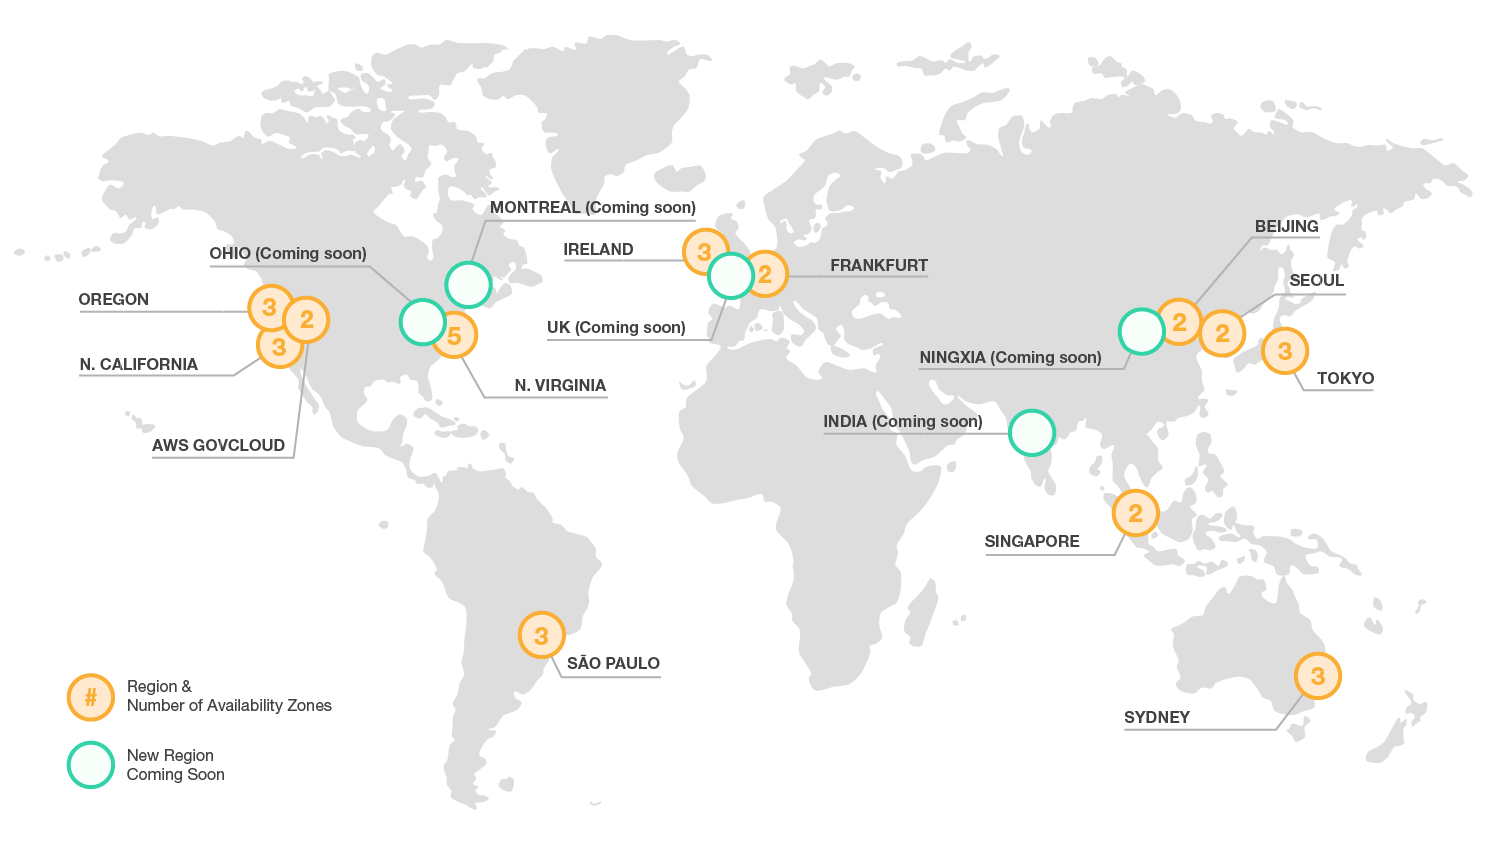 MONTREAL (Coming soon)
BEIJING
IRELAND
3
OHIO (Coming soon)
FRANKFURT
2
SEOUL
OREGON
3
2
UK (Coming soon)
2
2
5
3
NINGXIA (Coming soon)
3
N. CALIFORNIA
TOKYO
N. VIRGINIA
INDIA (Coming soon)
AWS GOVCLOUD
2
SINGAPORE
3
SÃO PAULO
3
#
Region &
Number of Availability Zones
SYDNEY
New Region
Coming Soon